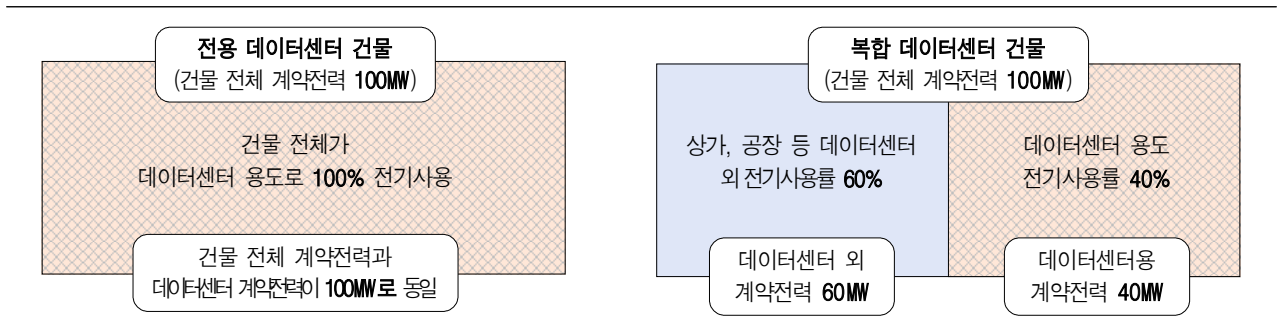 전용 데이터센터 건물
(건물 전체 계약전력 100MW)
건물 전체가
데이터센터 용도로 100% 전기사용
건물 전체 계약전력과
데이터센터 계약전력이 100MW로 동일
복합 데이터센터 건물
(건물 전체 계약전력 100MW)
상가, 공장 등 데이터센터
외 전기사용률 60%
데이터센터 용도
전기사용률 40%
데이터센터 외
계약전력 60MW
데이터센터용
계약전력 40MW